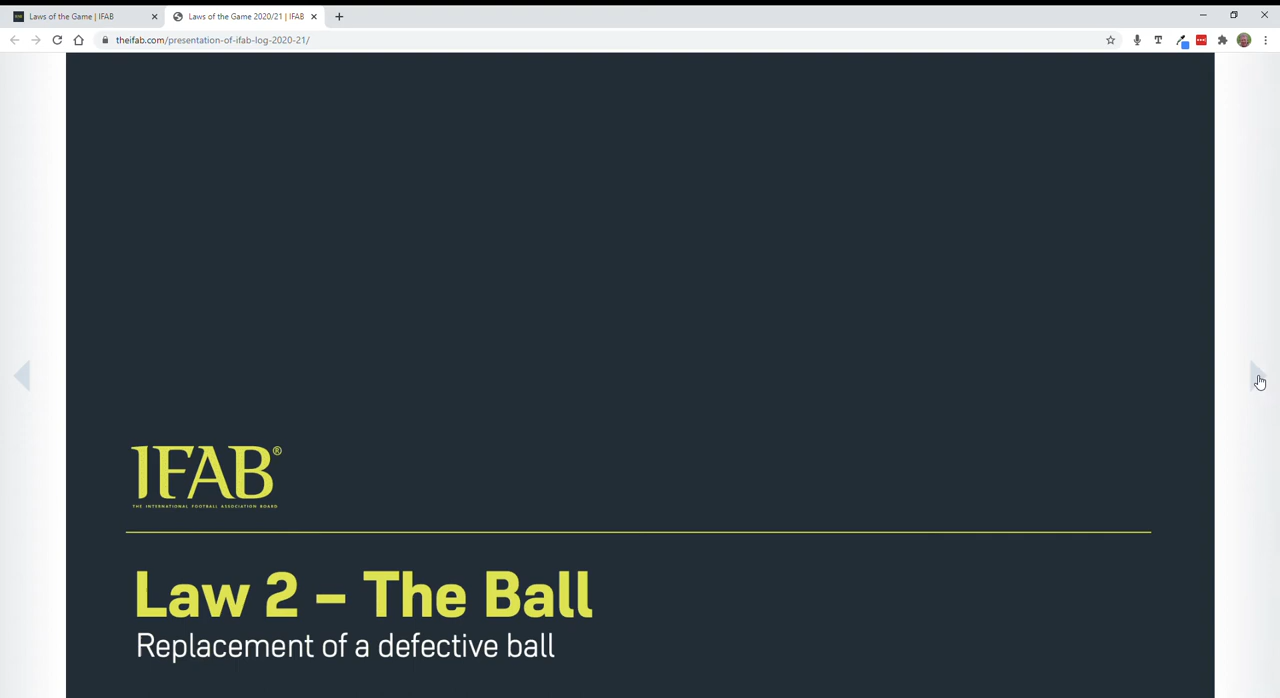 Laws of the Game | IFAB
Laws of the Game 2020/21 | IFAB
theifab.com/presentation-of-ifab-log-2020-21/
IFAB®
THE INTERNATIONAL FOOTBALL ASSOCIATION BOARD
Law 2 – The Ball
Replacement of a defective ball